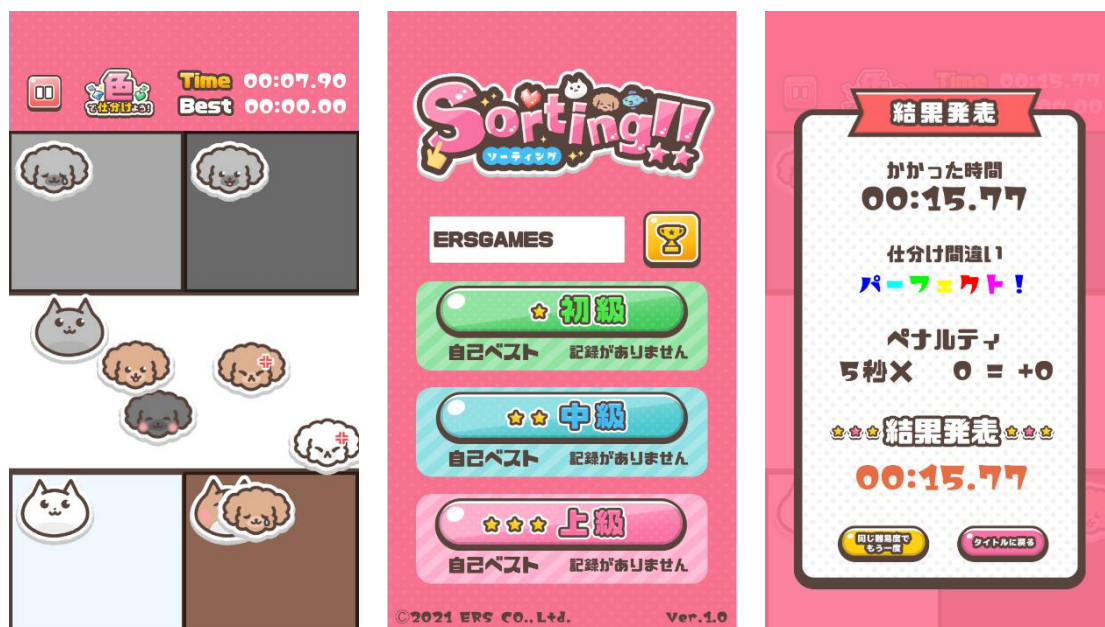 色
で仕分けよう!
Time 00:07.90
Best 00:00.00
Sorting!!
ソーティング
ERSGAMES
初級
自己ベスト 記録がありません
中級
自己ベスト 記録がありません
上級
自己ベスト 記録がありません
©2021 ERS CO.,Ltd. Ver.1.0
Time 00:15.77
結果発表
かかった時間
00:15.77
仕分け間違い
パーフェクト!
ペナルティ
5秒× 0 = +0
結果発表
00:15.77
同じ難易度で
もう一度
タイトルに戻る